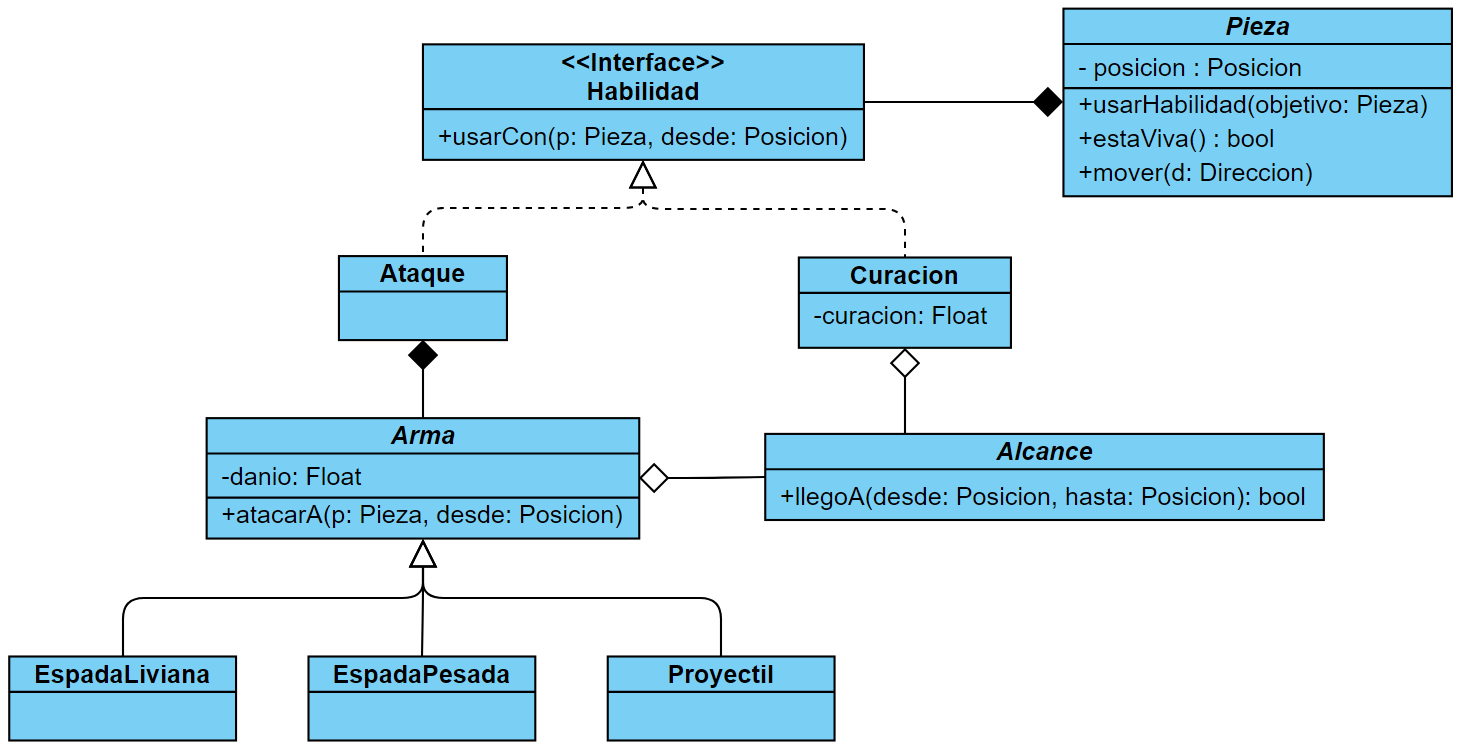 Pieza
- posicion : Posicion
+usarHabilidad(objetivo: Pieza)
+estaViva() : bool
+mover(d: Direccion)
<<Interface>>
Habilidad
+usarCon(p: Pieza, desde: Posicion)
Ataque
Curacion
-curacion: Float
Arma
-danio: Float
+atacarA(p: Pieza, desde: Posicion)
Alcance
+llegoA(desde: Posicion, hasta: Posicion): bool
EspadaLiviana
EspadaPesada
Proyectil